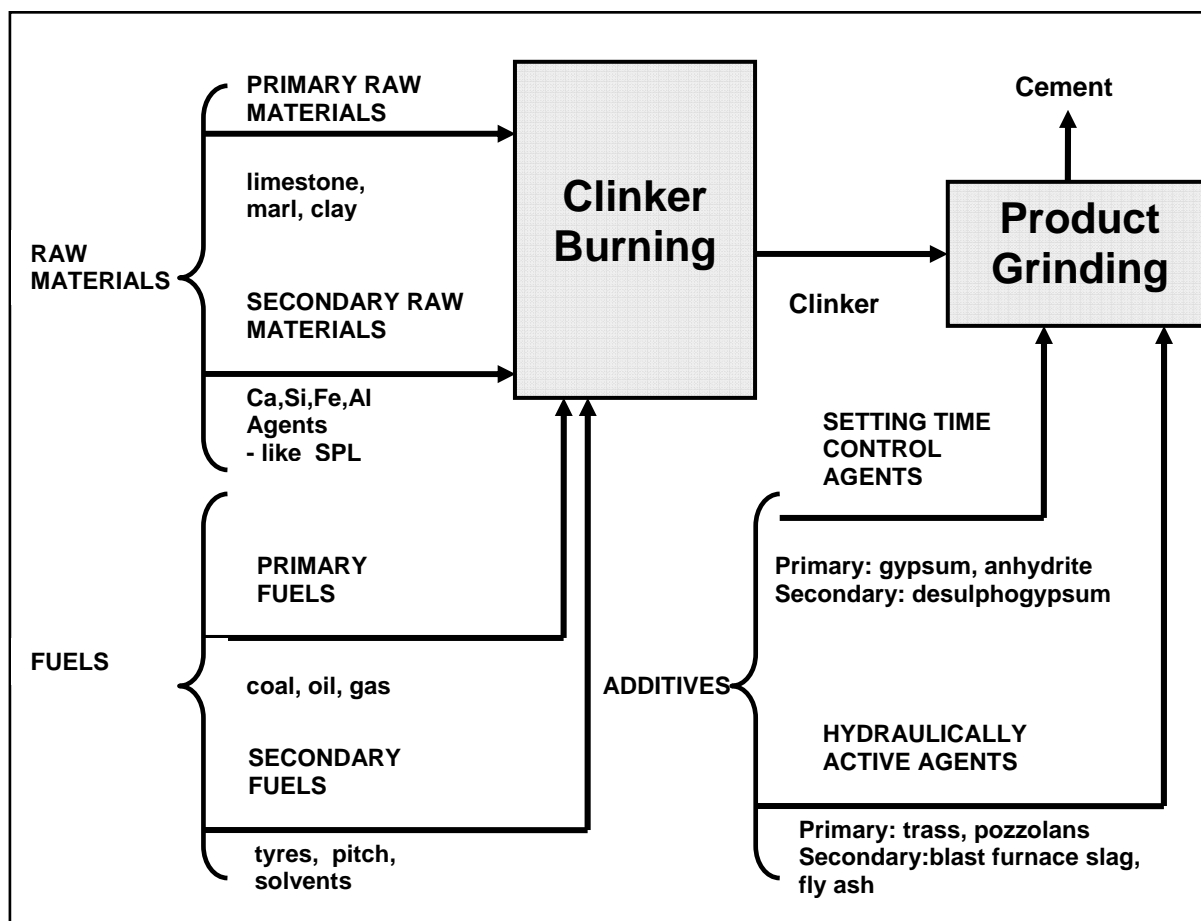 PRIMARY RAW
MATERIALS
limestone,
marl, clay
RAW
MATERIALS
SECONDARY RAW
MATERIALS
Ca,Si,Fe,Al
Agents
- like SPL
Clinker
Burning
Clinker
Cement
Product
Grinding
FUELS
PRIMARY
FUELS
coal, oil, gas
SECONDARY
FUELS
tyres, pitch,
solvents
ADDITIVES
SETTING TIME
CONTROL
AGENTS
Primary: gypsum, anhydrite
Secondary: desulphogypsum
HYDRAULICALLY
ACTIVE AGENTS
Primary: trass, pozzolans
Secondary:blast furnace slag,
fly ash